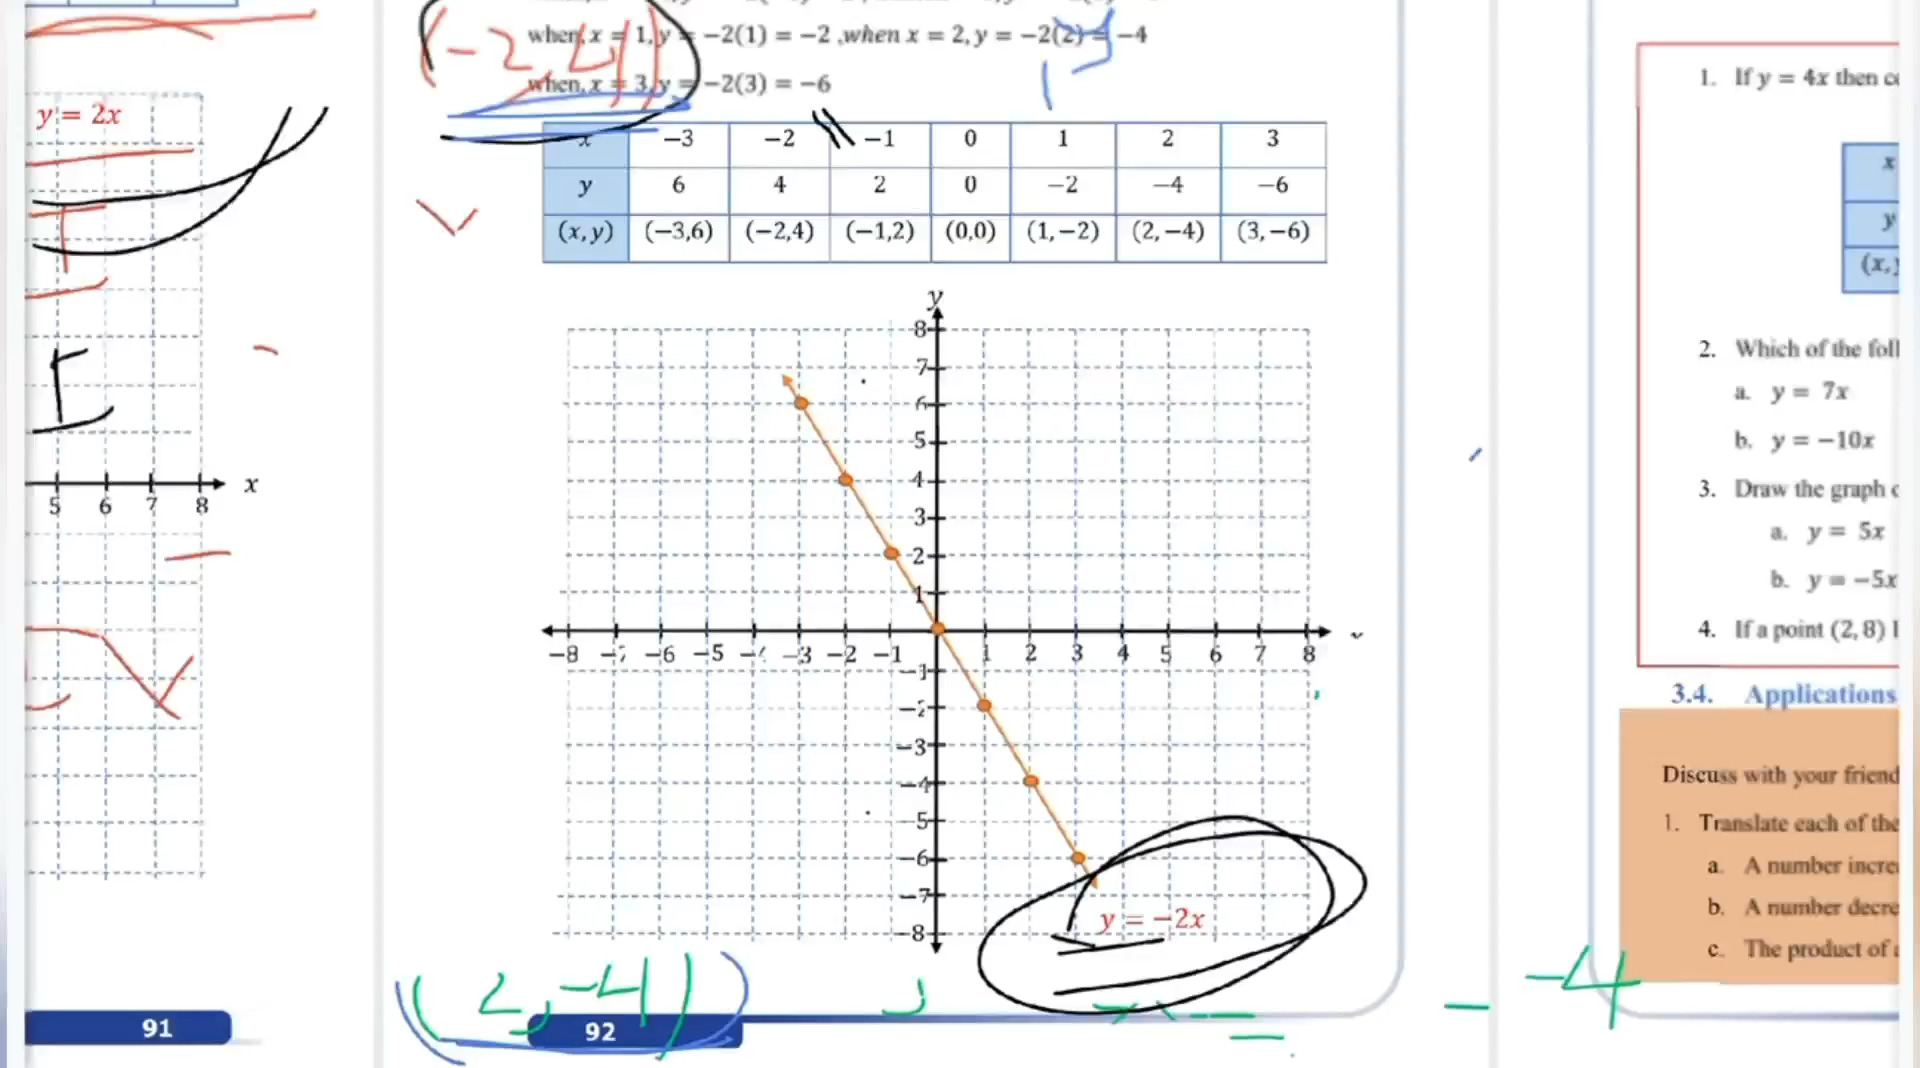 y = 2x
5 6 7 8 x
91
when, x = 1, y = −2(1) = −2 ,when x = 2, y = −2(2) = −4
when, x = 3, y = −2(3) = −6
(−2,4)
x −3 −2 −1 0 1 2 3
y 6 4 2 0 −2 −4 −6
(x,y) (−3,6) (−2,4) (−1,2) (0,0) (1,−2) (2,−4) (3,−6)
y
8
7
6
5
4
3
2
1
−8 −6 −5 −3 −2 −1 1 2 3 4 5 6 7 8
−1
−3
−4
−5
−6
−7
−8
y = −2x
(2,−4)
92
−4
1. If y = 4x then
x
y
(x,
2. Which of the
a. y = 7x
b. y = −10x
3. Draw the graph
a. y = 5x
b. y = −5x
4. If a point (2, 8)
3.4. Applications
Discuss with your friend
1. Translate each of the
a. A number
b. A number
c. The product of